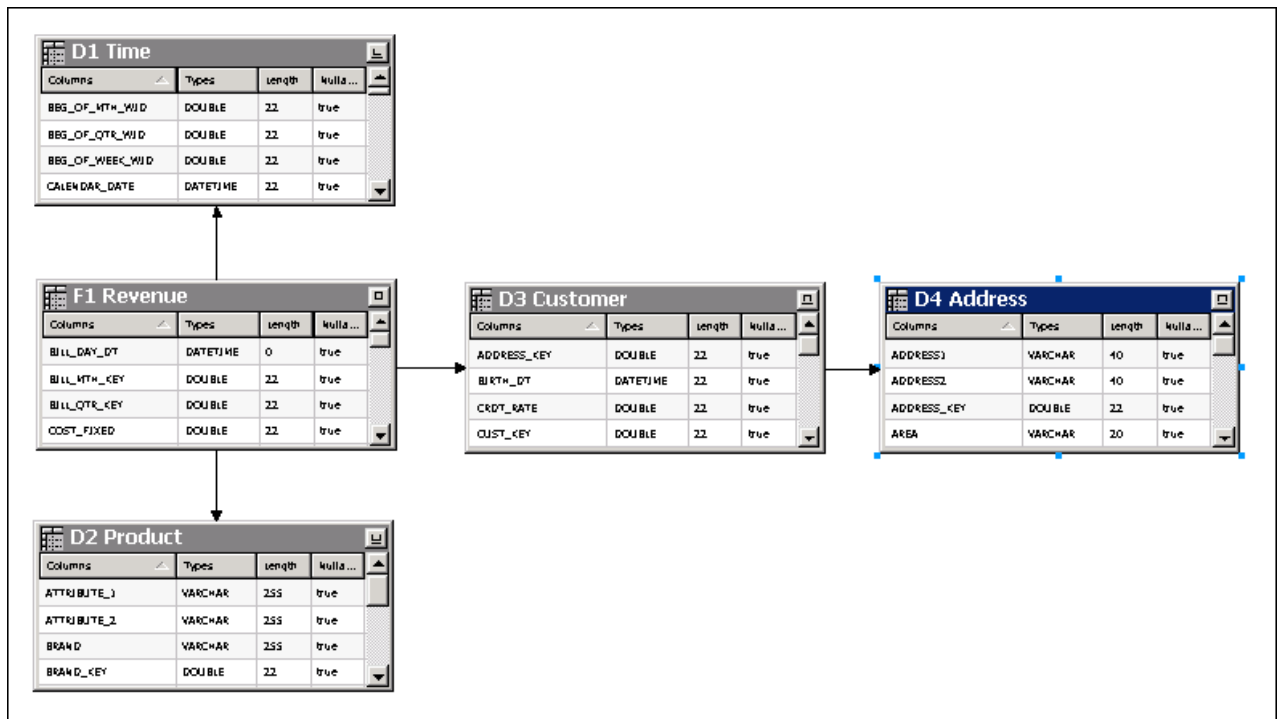 D1 Time
Columns Types Length Nulla...
BEG_OF_MTH_WID DOUBLE 22 true
BEG_OF_QTR_WID DOUBLE 22 true
BEG_OF_WEEK_WID DOUBLE 22 true
CALENDAR_DATE DATETIME 22 true
F1 Revenue
Columns Types Length Nulla...
BILL_DAY_DT DATETIME 0 true
BILL_MTH_KEY DOUBLE 22 true
BILL_QTR_KEY DOUBLE 22 true
COST_FIXED DOUBLE 22 true
D3 Customer
Columns Types Length Nulla...
ADDRESS_KEY DOUBLE 22 true
BIRTH_DT DATETIME 22 true
CRDT_RATE DOUBLE 22 true
CUST_KEY DOUBLE 22 true
D4 Address
Columns Types Length Nulla...
ADDRESS1 VARCHAR 40 true
ADDRESS2 VARCHAR 40 true
ADDRESS_KEY DOUBLE 22 true
AREA VARCHAR 20 true
D2 Product
Columns Types Length Nulla...
ATTRIBUTE_1 VARCHAR 255 true
ATTRIBUTE_2 VARCHAR 255 true
BRAND VARCHAR 255 true
BRAND_KEY DOUBLE 22 true